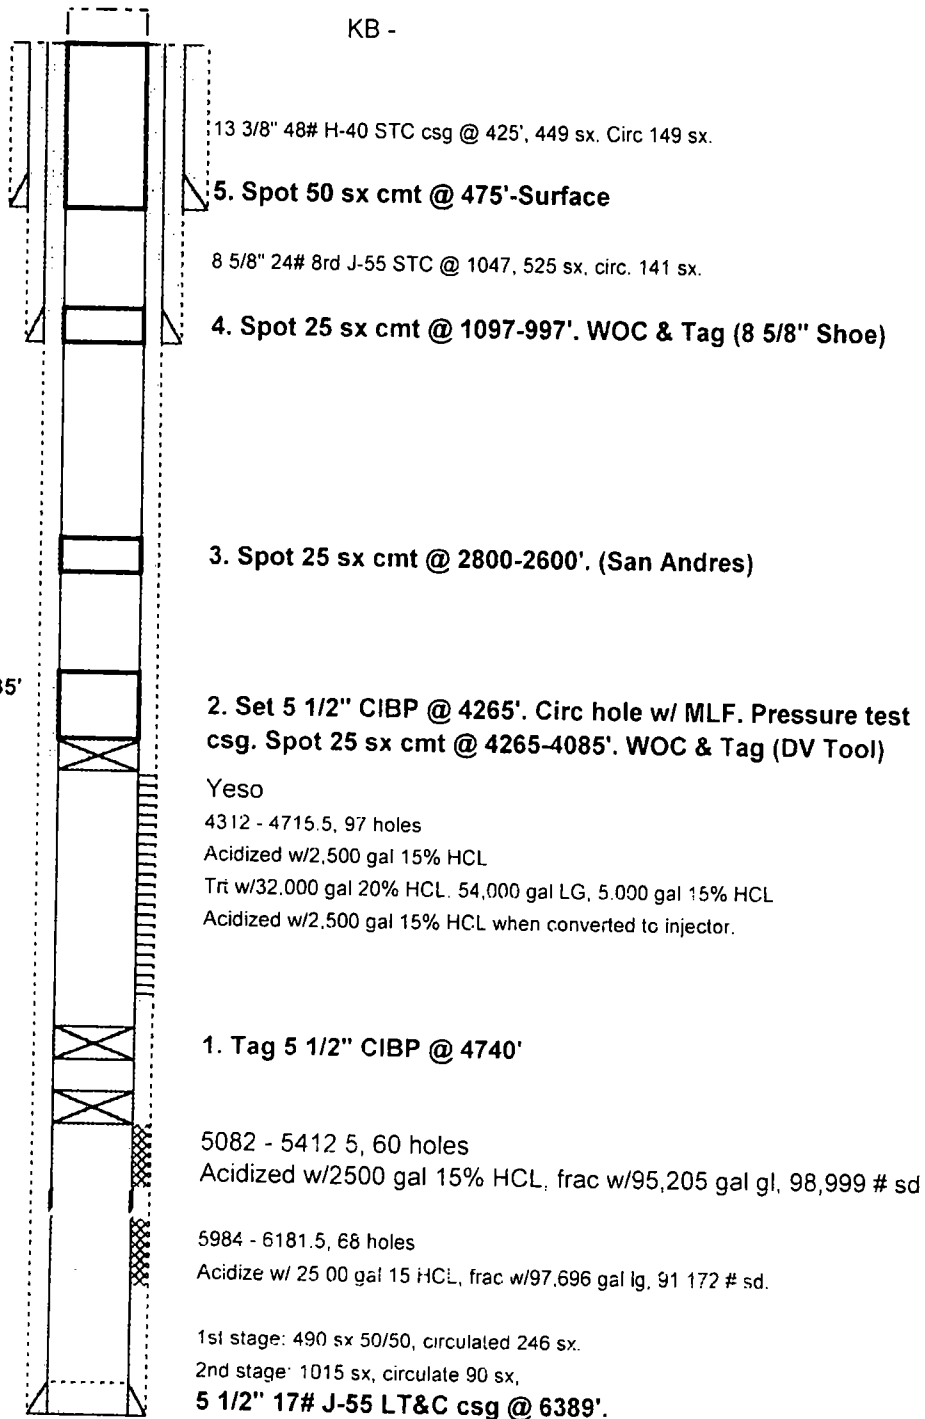 KB -
13 3/8" 48# H-40 STC csg @ 425', 449 sx. Circ 149 sx.
5. Spot 50 sx cmt @ 475'-Surface
8 5/8" 24# 8rd J-55 STC @ 1047, 525 sx, circ. 141 sx.
4. Spot 25 sx cmt @ 1097-997'. WOC & Tag (8 5/8" Shoe)
3. Spot 25 sx cmt @ 2800-2600'. (San Andres)
35'
2. Set 5 1/2" CIBP @ 4265'. Circ hole w/ MLF. Pressure test
csg. Spot 25 sx cmt @ 4265-4085'. WOC & Tag (DV Tool)
Yeso
4312 - 4715.5, 97 holes
Acidized w/2,500 gal 15% HCL
Trt w/32,000 gal 20% HCL. 54,000 gal LG, 5.000 gal 15% HCL
Acidized w/2,500 gal 15% HCL when converted to injector.
1. Tag 5 1/2" CIBP @ 4740'
5082 - 5412 5, 60 holes
Acidized w/2500 gal 15% HCL, frac w/95,205 gal gl, 98,999 # sd
5984 - 6181.5, 68 holes
Acidize w/ 25 00 gal 15 HCL, frac w/97,696 gal lg, 91 172 # sd.
1st stage: 490 sx 50/50, circulated 246 sx.
2nd stage: 1015 sx, circulate 90 sx,
5 1/2" 17# J-55 LT&C csg @ 6389'.